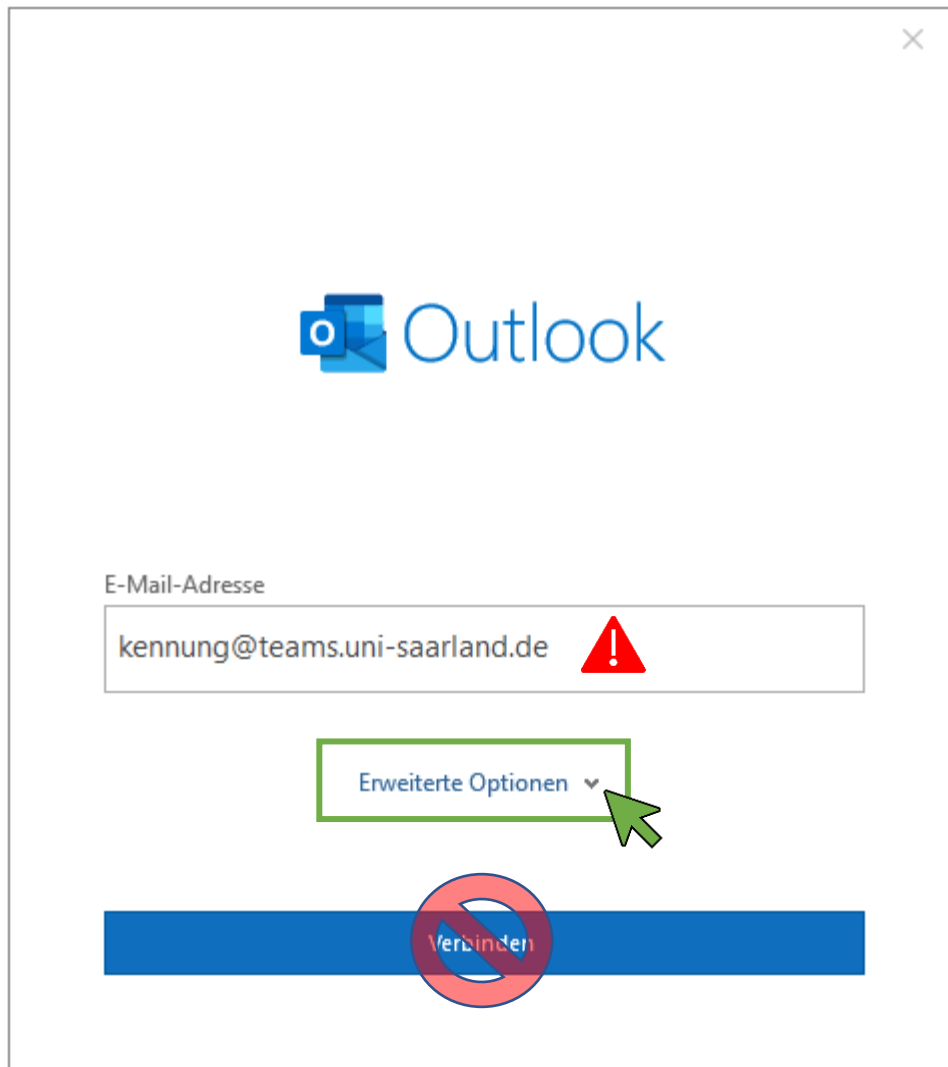 Outlook
E-Mail-Adresse
kennung@teams.uni-saarland.de
Erweiterte Optionen
Verbinden